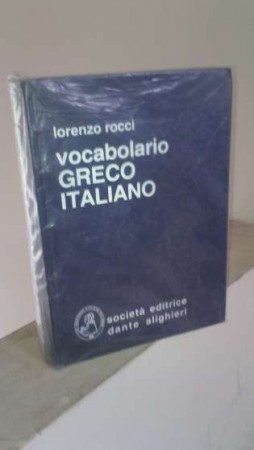 lorenzo rocci
vocabolario
GRECO
ITALIANO
società editrice
dante alighieri